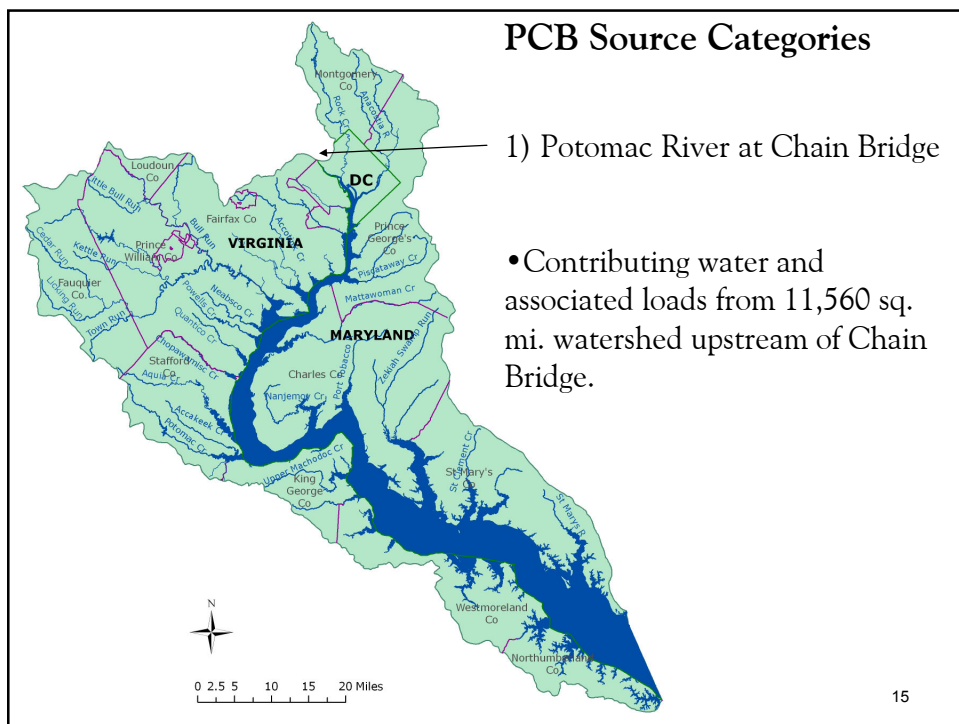 PCB Source Categories
1) Potomac River at Chain Bridge
•Contributing water and
associated loads from 11,560 sq.
mi. watershed upstream of Chain
Bridge.
Montgomery
Co
Rock Cr
Anacostia R
DC
Loudoun
Co
Little Bull Run
Bull Run
Fairfax Co
Accotink Cr
VIRGINIA
Prince
George's
Co
Cedar Run
Kettle Run
Prince
William Co
Fauquier
Co.
Licking Run
Town Run
Powells Cr
Neabsco Cr
Quantico Cr
Piscataway Cr
Mattawoman Cr
MARYLAND
Chopawamsic Cr
Stafford
Co
Aquia Cr
Charles Co
Port Tobacco
Zekiah Swamp Run
Nanjemoy Cr
Accakeek Cr
Potomac Cr
Upper Machodoc Cr
King
George
Co
St Clement Cr
St Mary's
Co
St Marys R
Westmoreland
Co
Northumberland
Co
N
0 2.5 5 10 15 20 Miles
15